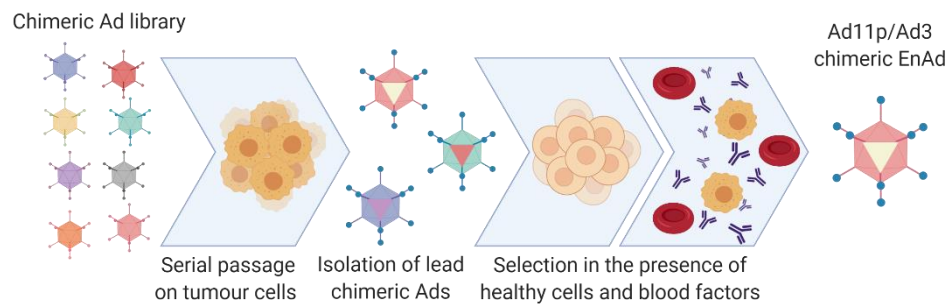 Chimeric Ad library
Ad11p/Ad3
chimeric EnAd
Serial passage
on tumour cells
Isolation of lead
chimeric Ads
Selection in the presence of
healthy cells and blood factors